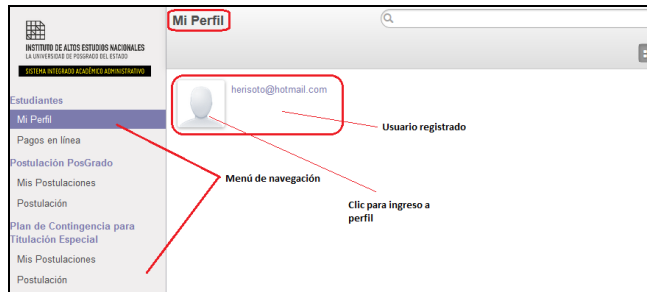 INSTITUTO DE ALTOS ESTUDIOS NACIONALES
LA UNIVERSIDAD DE POSGRADO DEL ESTADO
SISTEMA INTEGRADO ACADÉMICO ADMINISTRATIVO
Estudiantes
Mi Perfil
Pagos en línea
Postulación PosGrado
Mis Postulaciones
Postulación
Plan de Contingencia para
Titulación Especial
Mis Postulaciones
Postulación
Mi Perfil
herisoto@hotmail.com
Usuario registrado
Menú de navegación
Clic para ingreso a
perfil